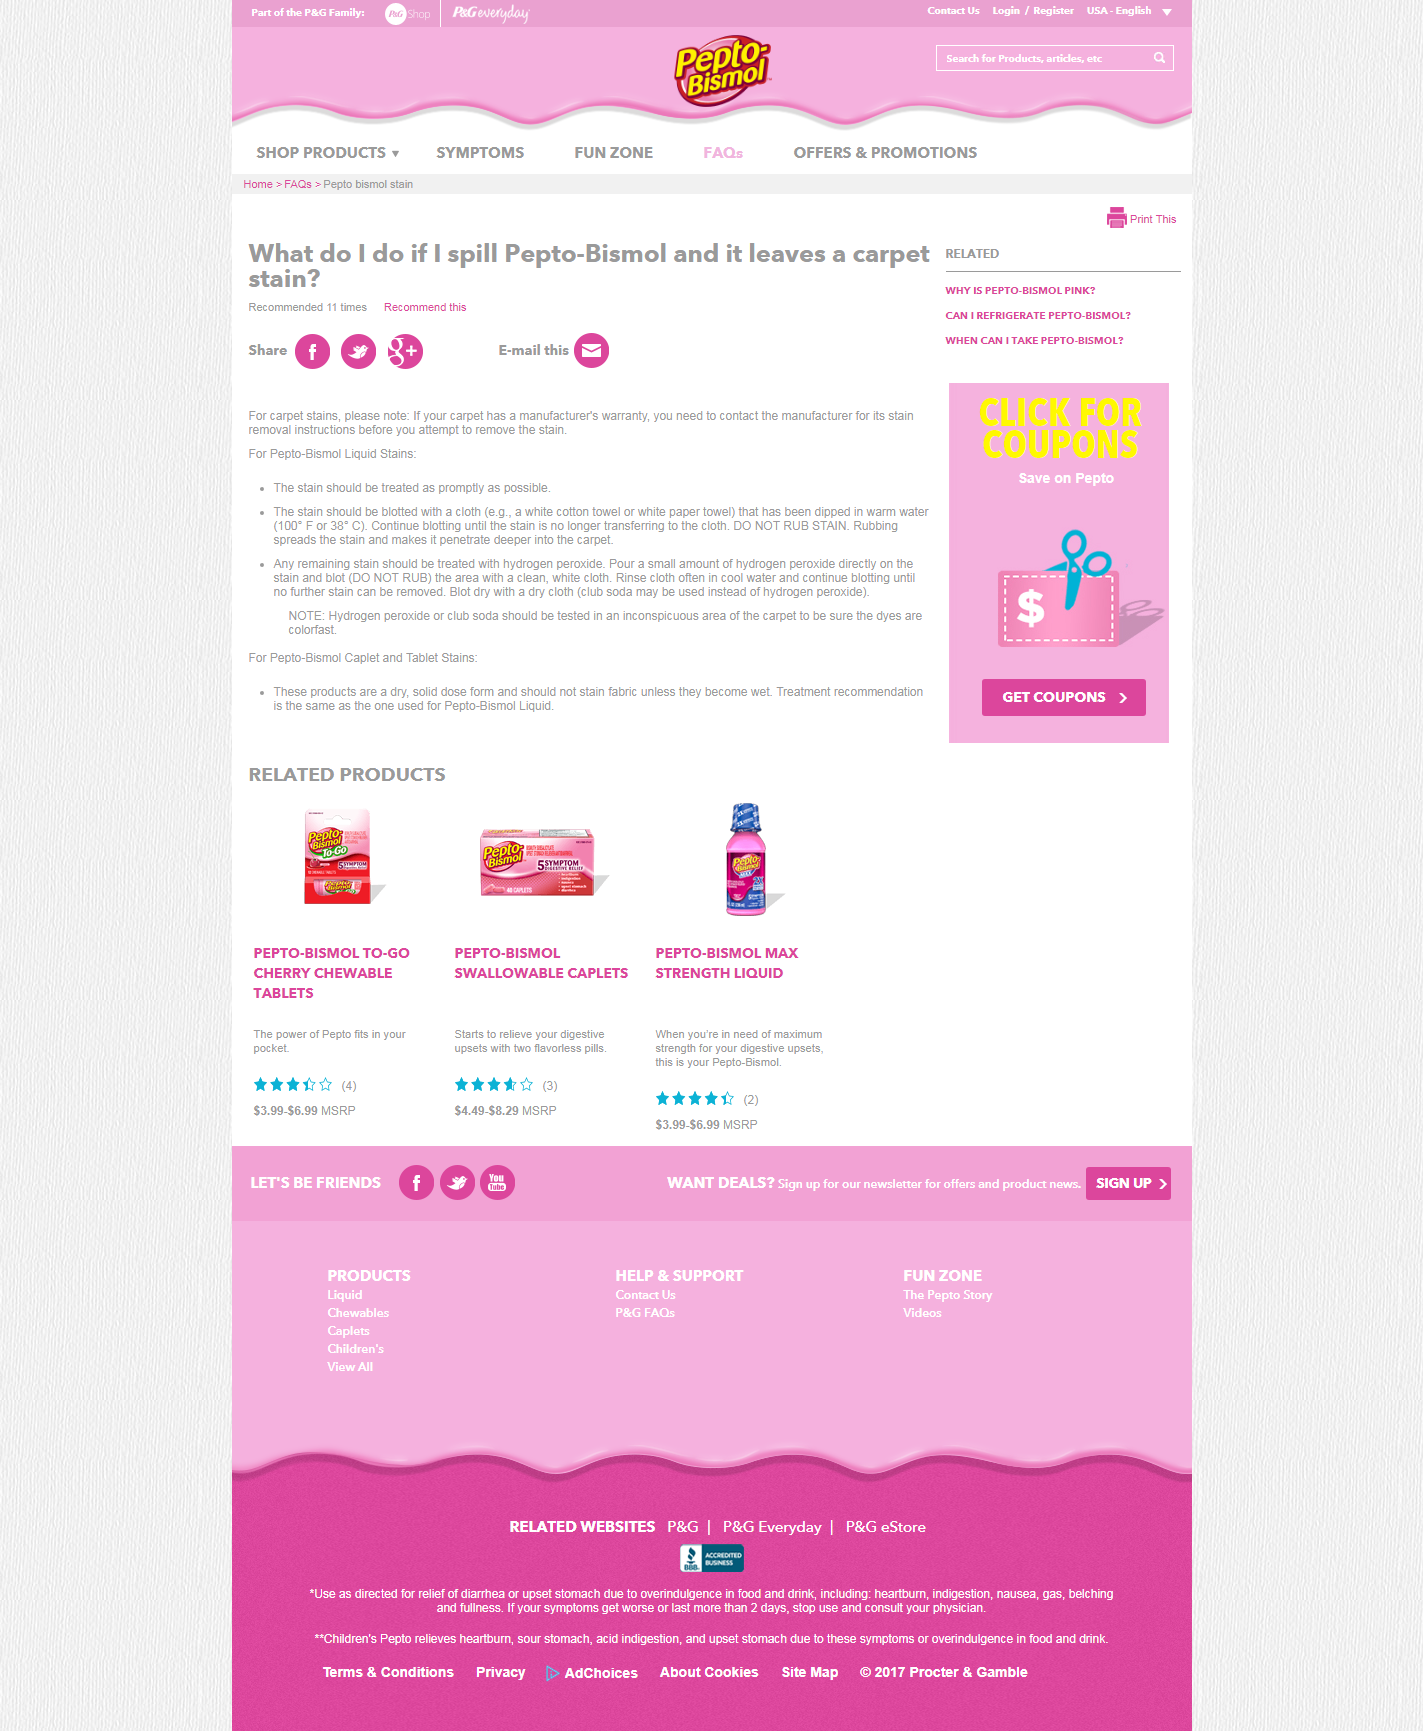 Part of the P&G Family:
P&G Shop
P&G everyday
Contact Us
Login / Register
USA - English
Pepto-
Bismol
Search for Products, articles, etc
SHOP PRODUCTS
SYMPTOMS
FUN ZONE
FAQs
OFFERS & PROMOTIONS
Home > FAQs > Pepto bismol stain
Print This
What do I do if I spill Pepto-Bismol and it leaves a carpet
stain?
Recommended 11 times
Recommend this
Share
E-mail this
For carpet stains, please note: If your carpet has a manufacturer's warranty, you need to contact the manufacturer for its stain
removal instructions before you attempt to remove the stain.
For Pepto-Bismol Liquid Stains:
The stain should be treated as promptly as possible.
The stain should be blotted with a cloth (e.g., a white cotton towel or white paper towel) that has been dipped in warm water
(100° F or 38° C). Continue blotting until the stain is no longer transferring to the cloth. DO NOT RUB STAIN. Rubbing
spreads the stain and makes it penetrate deeper into the carpet.
Any remaining stain should be treated with hydrogen peroxide. Pour a small amount of hydrogen peroxide directly on the
stain and blot (DO NOT RUB) the area with a clean, white cloth. Rinse cloth often in cool water and continue blotting until
no further stain can be removed. Blot dry with a dry cloth (club soda may be used instead of hydrogen peroxide).
NOTE: Hydrogen peroxide or club soda should be tested in an inconspicuous area of the carpet to be sure the dyes are
colorfast.
For Pepto-Bismol Caplet and Tablet Stains:
These products are a dry, solid dose form and should not stain fabric unless they become wet. Treatment recommendation
is the same as the one used for Pepto-Bismol Liquid.
RELATED
WHY IS PEPTO-BISMOL PINK?
CAN I REFRIGERATE PEPTO-BISMOL?
WHEN CAN I TAKE PEPTO-BISMOL?
CLICK FOR
COUPONS
Save on Pepto
$
GET COUPONS
RELATED PRODUCTS
Pepto-
Bismol
To-Go
5 SYMPTOM
Pepto-
Bismol
Pepto-
Bismol
5 SYMPTOM
DIGESTIVE RELIEF
40 CAPLETS
Pepto-
Bismol
MAX
PEPTO-BISMOL TO-GO
CHERRY CHEWABLE
TABLETS
The power of Pepto fits in your
pocket.
(4)
$3.99-$6.99 MSRP
PEPTO-BISMOL
SWALLOWABLE CAPLETS
Starts to relieve your digestive
upsets with two flavorless pills.
(3)
$4.49-$8.29 MSRP
PEPTO-BISMOL MAX
STRENGTH LIQUID
When you're in need of maximum
strength for your digestive upsets,
this is your Pepto-Bismol.
(2)
$3.99-$6.99 MSRP
LET'S BE FRIENDS
You
Tube
WANT DEALS? Sign up for our newsletter for offers and product news.
SIGN UP
PRODUCTS
Liquid
Chewables
Caplets
Children's
View All
HELP & SUPPORT
Contact Us
P&G FAQs
FUN ZONE
The Pepto Story
Videos
RELATED WEBSITES P&G | P&G Everyday | P&G eStore
BBB
ACCREDITED
BUSINESS
*Use as directed for relief of diarrhea or upset stomach due to overindulgence in food and drink, including: heartburn, indigestion, nausea, gas, belching
and fullness. If your symptoms get worse or last more than 2 days, stop use and consult your physician.
**Children's Pepto relieves heartburn, sour stomach, acid indigestion, and upset stomach due to these symptoms or overindulgence in food and drink.
Terms & Conditions
Privacy
AdChoices
About Cookies
Site Map
© 2017 Procter & Gamble